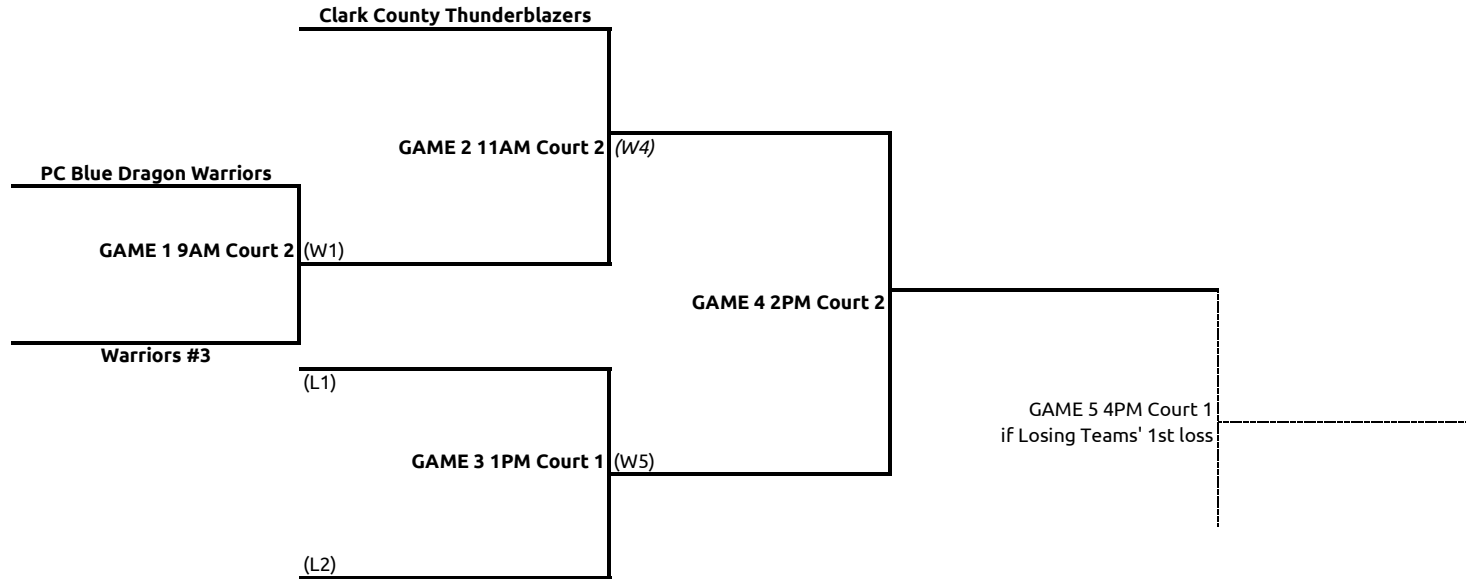 Clark County Thunderblazers
GAME 2 11AM Court 2 (W4)
PC Blue Dragon Warriors
GAME 1 9AM Court 2 (W1)
GAME 4 2PM Court 2
Warriors #3
(L1)
GAME 5 4PM Court 1
if Losing Teams' 1st loss
GAME 3 1PM Court 1 (W5)
(L2)